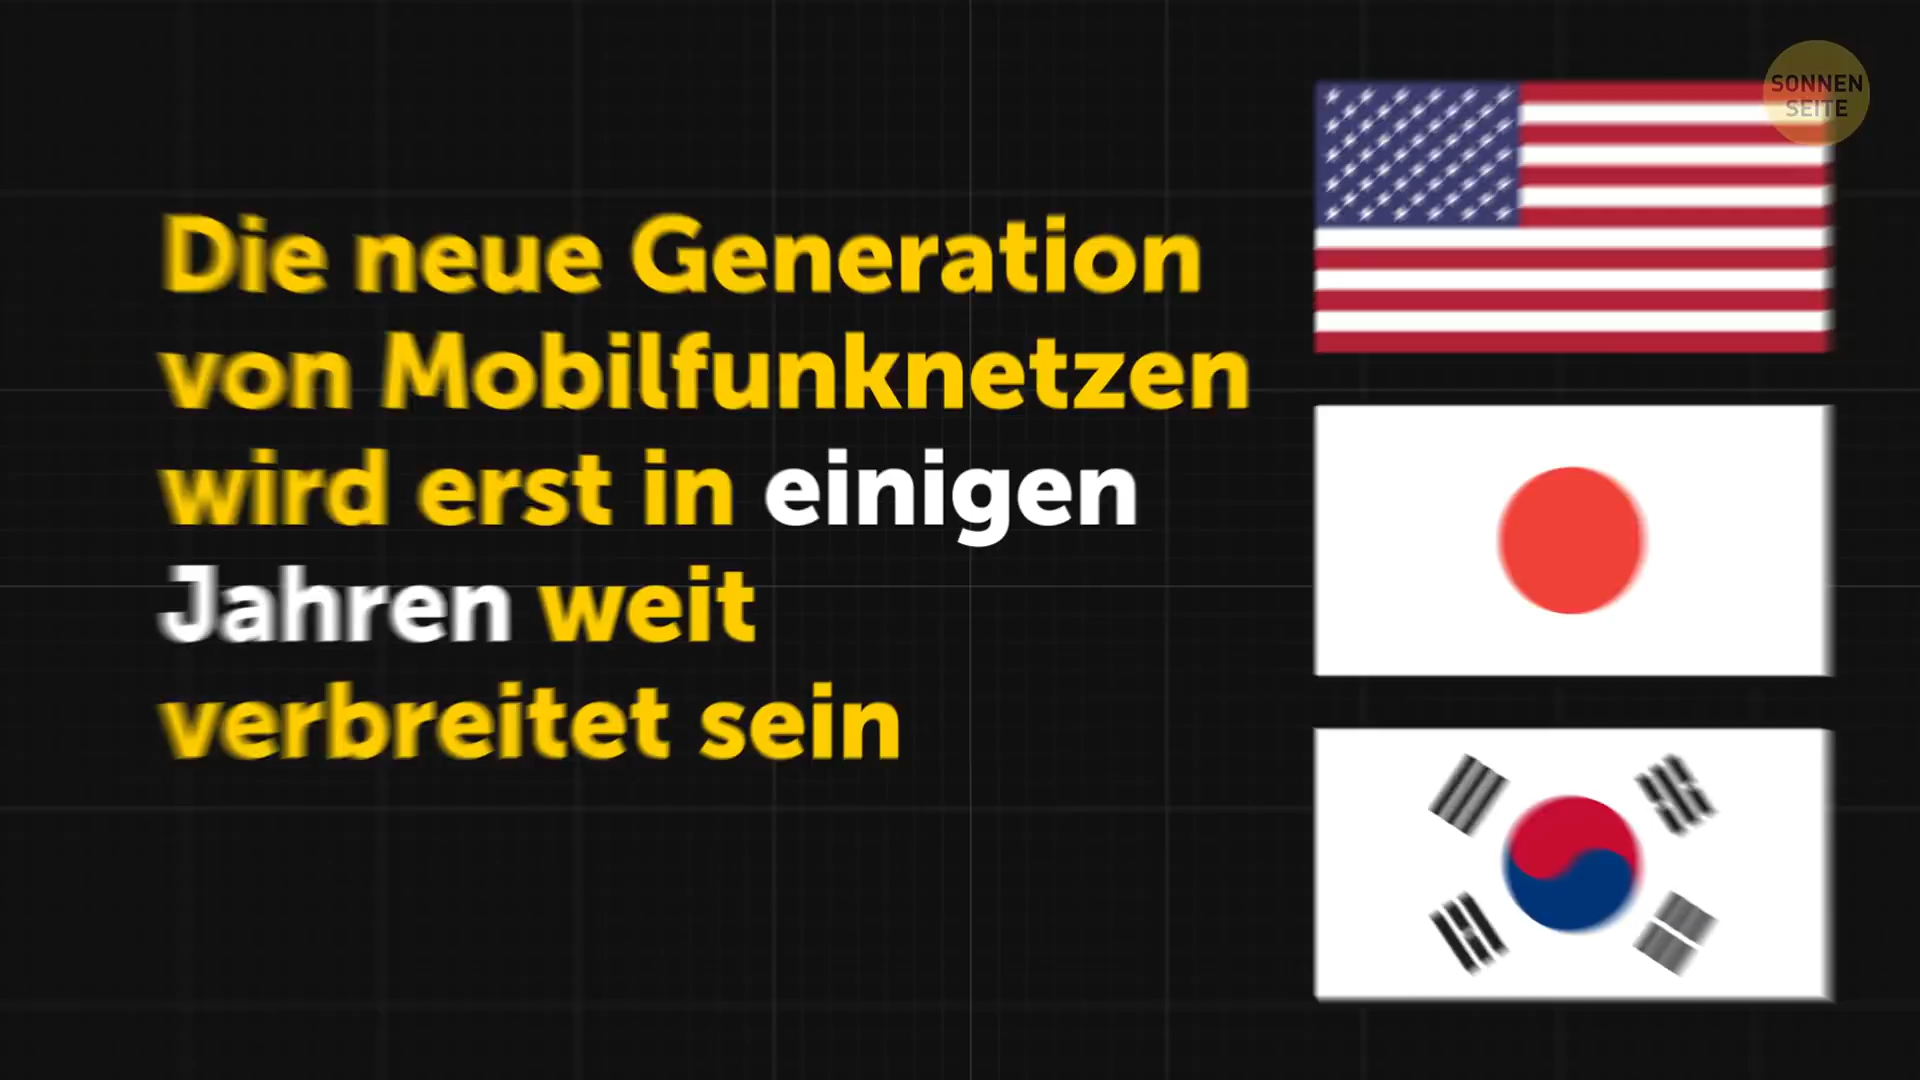 SONNEN
SEITE
Die neue Generation
von Mobilfunknetzen
wird erst in einigen
Jahren weit
verbreitet sein